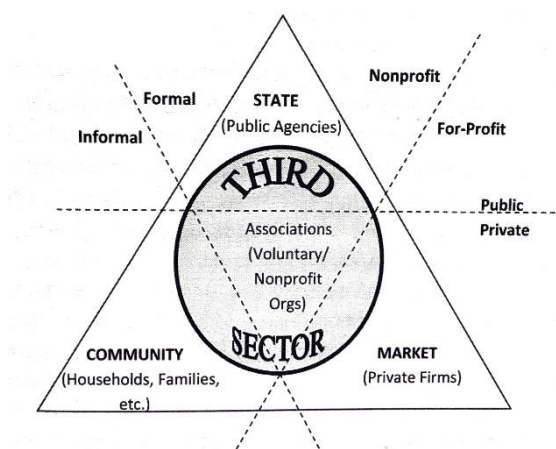 Nonprofit
Formal
STATE
(Public Agencies)
Informal
For-Profit
THIRD
Public
Private
Associations
(Voluntary/
Nonprofit
Orgs)
SECTOR
COMMUNITY
(Households, Families,
etc.)
MARKET
(Private Firms)